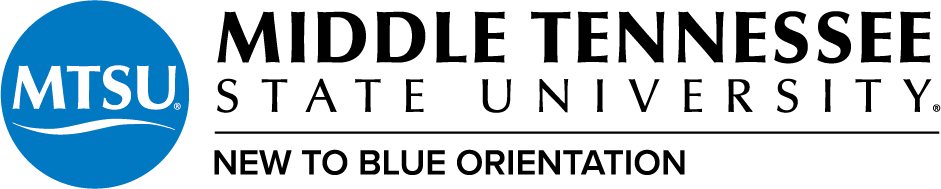 MTSU®
MIDDLE TENNESSEE
STATE UNIVERSITY®
NEW TO BLUE ORIENTATION